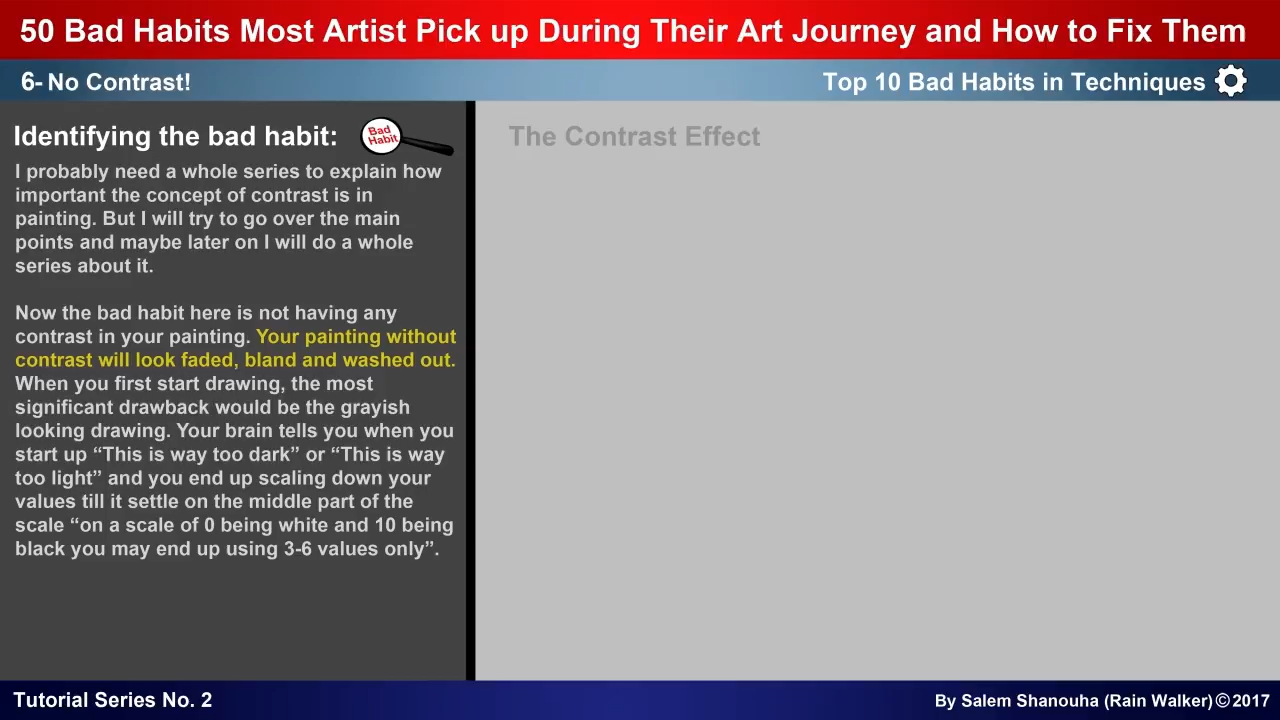 50 Bad Habits Most Artist Pick up During Their Art Journey and How to Fix Them
6- No Contrast!
Top 10 Bad Habits in Techniques
Identifying the bad habit:
Bad
Habit
I probably need a whole series to explain how
important the concept of contrast is in
painting. But I will try to go over the main
points and maybe later on I will do a whole
series about it.
Now the bad habit here is not having any
contrast in your painting. Your painting without
contrast will look faded, bland and washed out.
When you first start drawing, the most
significant drawback would be the grayish
looking drawing. Your brain tells you when you
start up “This is way too dark” or “This is way
too light” and you end up scaling down your
values till it settle on the middle part of the
scale “on a scale of 0 being white and 10 being
black you may end up using 3-6 values only”.
The Contrast Effect
Tutorial Series No. 2
By Salem Shanouha (Rain Walker)©2017